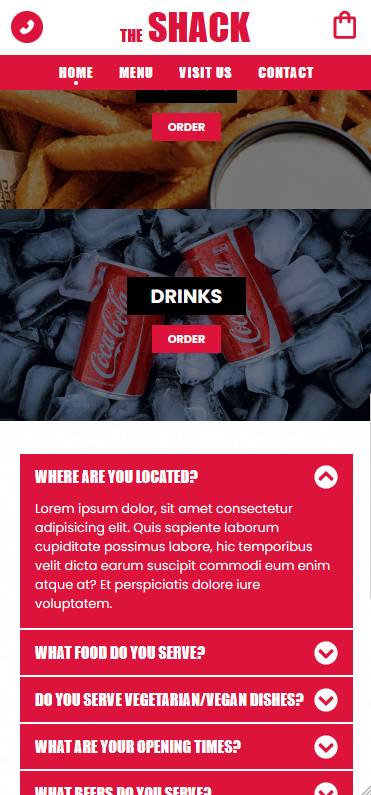 THE SHACK
HOME MENU VISIT US CONTACT
ORDER
DRINKS
Coca-Cola Coca-Cola
ORDER
WHERE ARE YOU LOCATED?
Lorem ipsum dolor, sit amet consectetur
adipisicing elit. Quis sapiente laborum
cupiditate possimus labore, hic temporibus
velit dicta earum suscipit commodi eum enim
atque at? Et perspiciatis dolore iure
voluptatem.
WHAT FOOD DO YOU SERVE?
DO YOU SERVE VEGETARIAN/VEGAN DISHES?
WHAT ARE YOUR OPENING TIMES?
WHAT BEERS DO YOU SERVE?